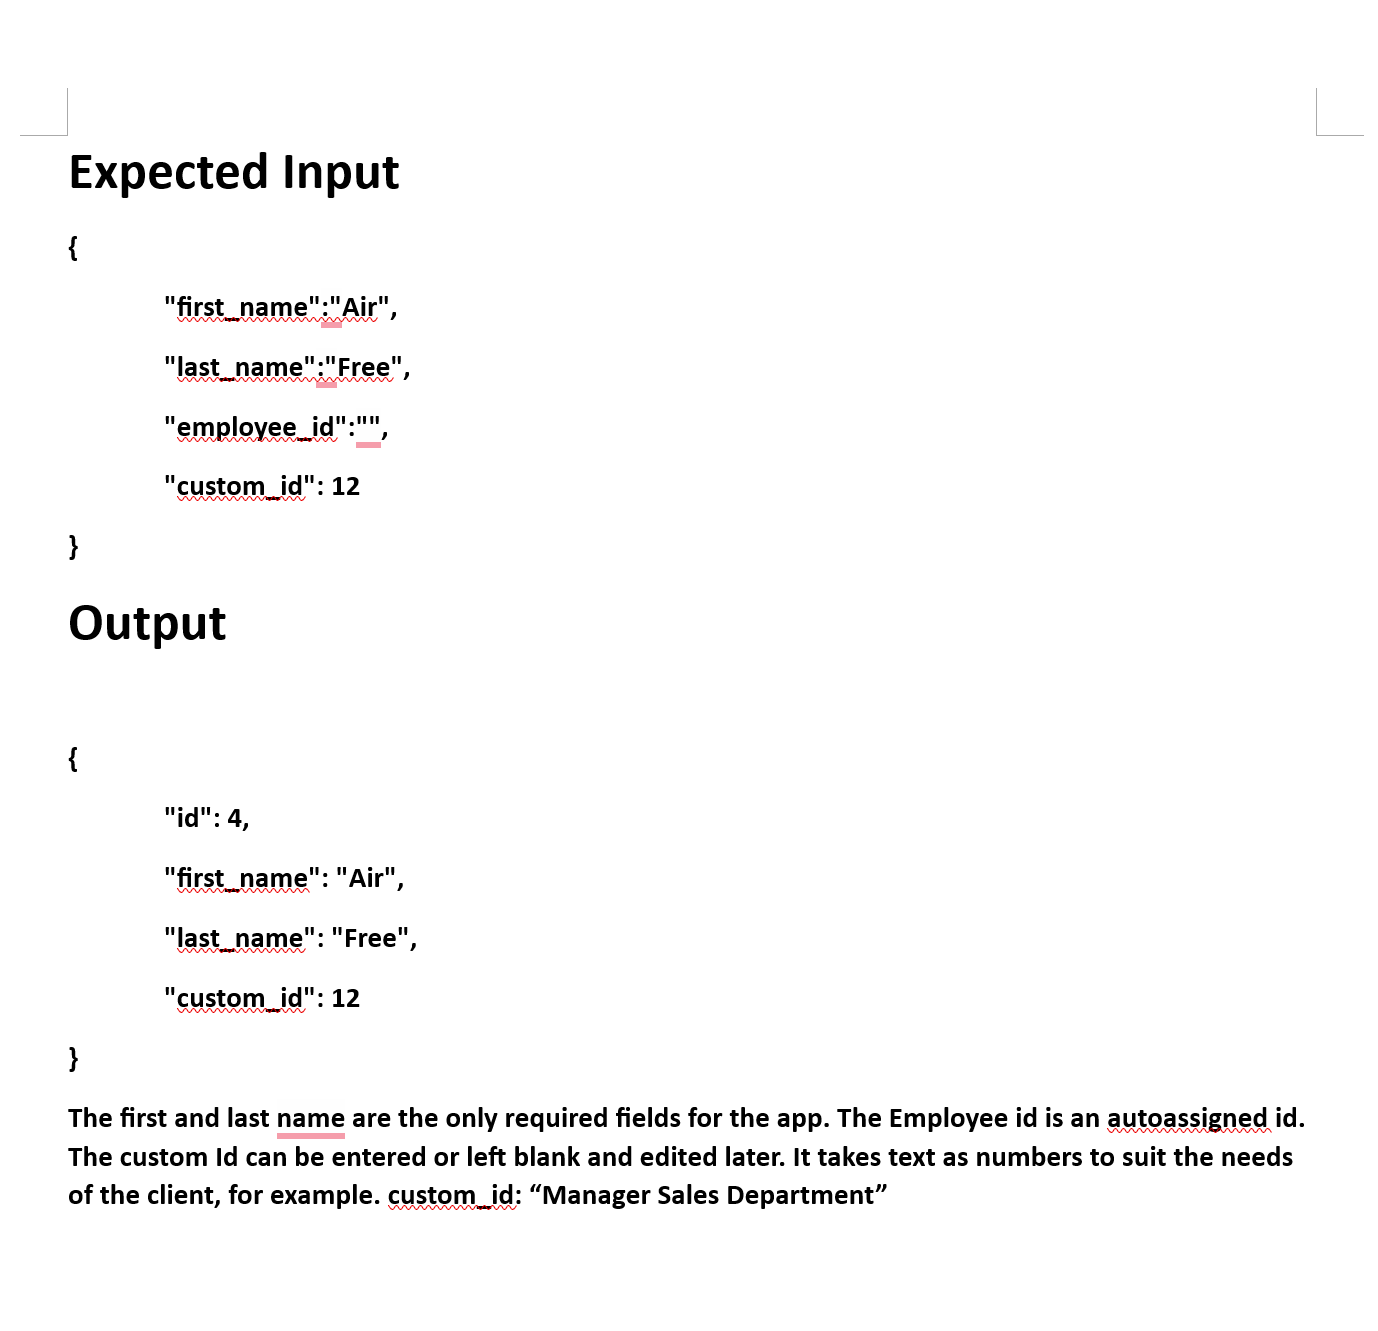 Expected Input
{
"first_name":"Air",
"last_name":"Free",
"employee_id":"",
"custom_id": 12
}
Output
{
"id": 4,
"first_name": "Air",
"last_name": "Free",
"custom_id": 12
}
The first and last name are the only required fields for the app. The Employee id is an autoassigned id.
The custom Id can be entered or left blank and edited later. It takes text as numbers to suit the needs
of the client, for example. custom_id: “Manager Sales Department”